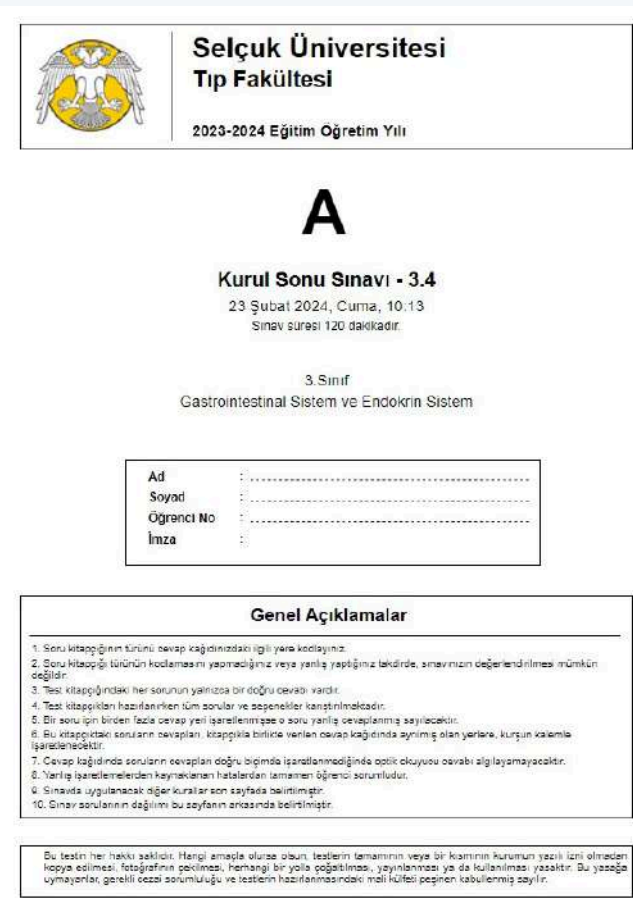 Selçuk Üniversitesi
Tıp Fakültesi
2023-2024 Eğitim Öğretim Yılı
A
Kurul Sonu Sınavı - 3.4
23 Şubat 2024, Cuma, 10:13
Sınav süresi 120 dakikadır.
3.Sınıf
Gastrointestinal Sistem ve Endokrin Sistem
Ad :
Soyad :
Öğrenci No :
İmza :
Genel Açıklamalar
1. Soru kitapçığının türünü cevap kağıdınızdaki ilgili yere kodlayınız.
2. Soru kitapçığı türünün kodlamasını yapmadığınız veya yanlış yaptığınız takdirde, sınavınızın değerlendirilmesi mümkün
değildir.
3. Test kitapçığındaki her sorunun yalnızca bir doğru cevabı vardır.
4. Test kitapçıkları hazırlanırken tüm sorular ve seçenekler karıştırılmaktadır.
5. Bir soru için birden fazla cevap yeri işaretlenmişse o soru yanlış cevaplanmış sayılacaktır.
6. Bu kitapçıktaki soruların cevapları, kitapçıkla birlikte verilen cevap kağıdında ayrılmış olan yerlere, kurşun kalemle
işaretlenecektir.
7. Cevap kağıdında soruların cevapları doğru biçimde işaretlenmediğinde optik okuyucu cevabı algılayamayacaktır.
8. Yanlış işaretlemelerden kaynaklanan hatalardan tamamen öğrenci sorumludur.
9. Sınavda uygulanacak diğer kurallar son sayfada belirtilmiştir.
10. Sınav sorularının dağılımı bu sayfanın arkasında belirtilmiştir.
Bu testin her hakkı saklıdır. Hangi amaçla olursa olsun, testlerin tamamının veya bir kısmının kurumun yazılı izni olmadan
kopya edilmesi, fotoğrafının çekilmesi, herhangi bir yolla çoğaltılması, yayınlanması ya da kullanılması yasaktır. Bu yasağa
uymayanlar, gerekli cezai sorumluluğu ve testlerin hazırlanmasındaki mali külfeti peşinen kabullenmiş sayılır.